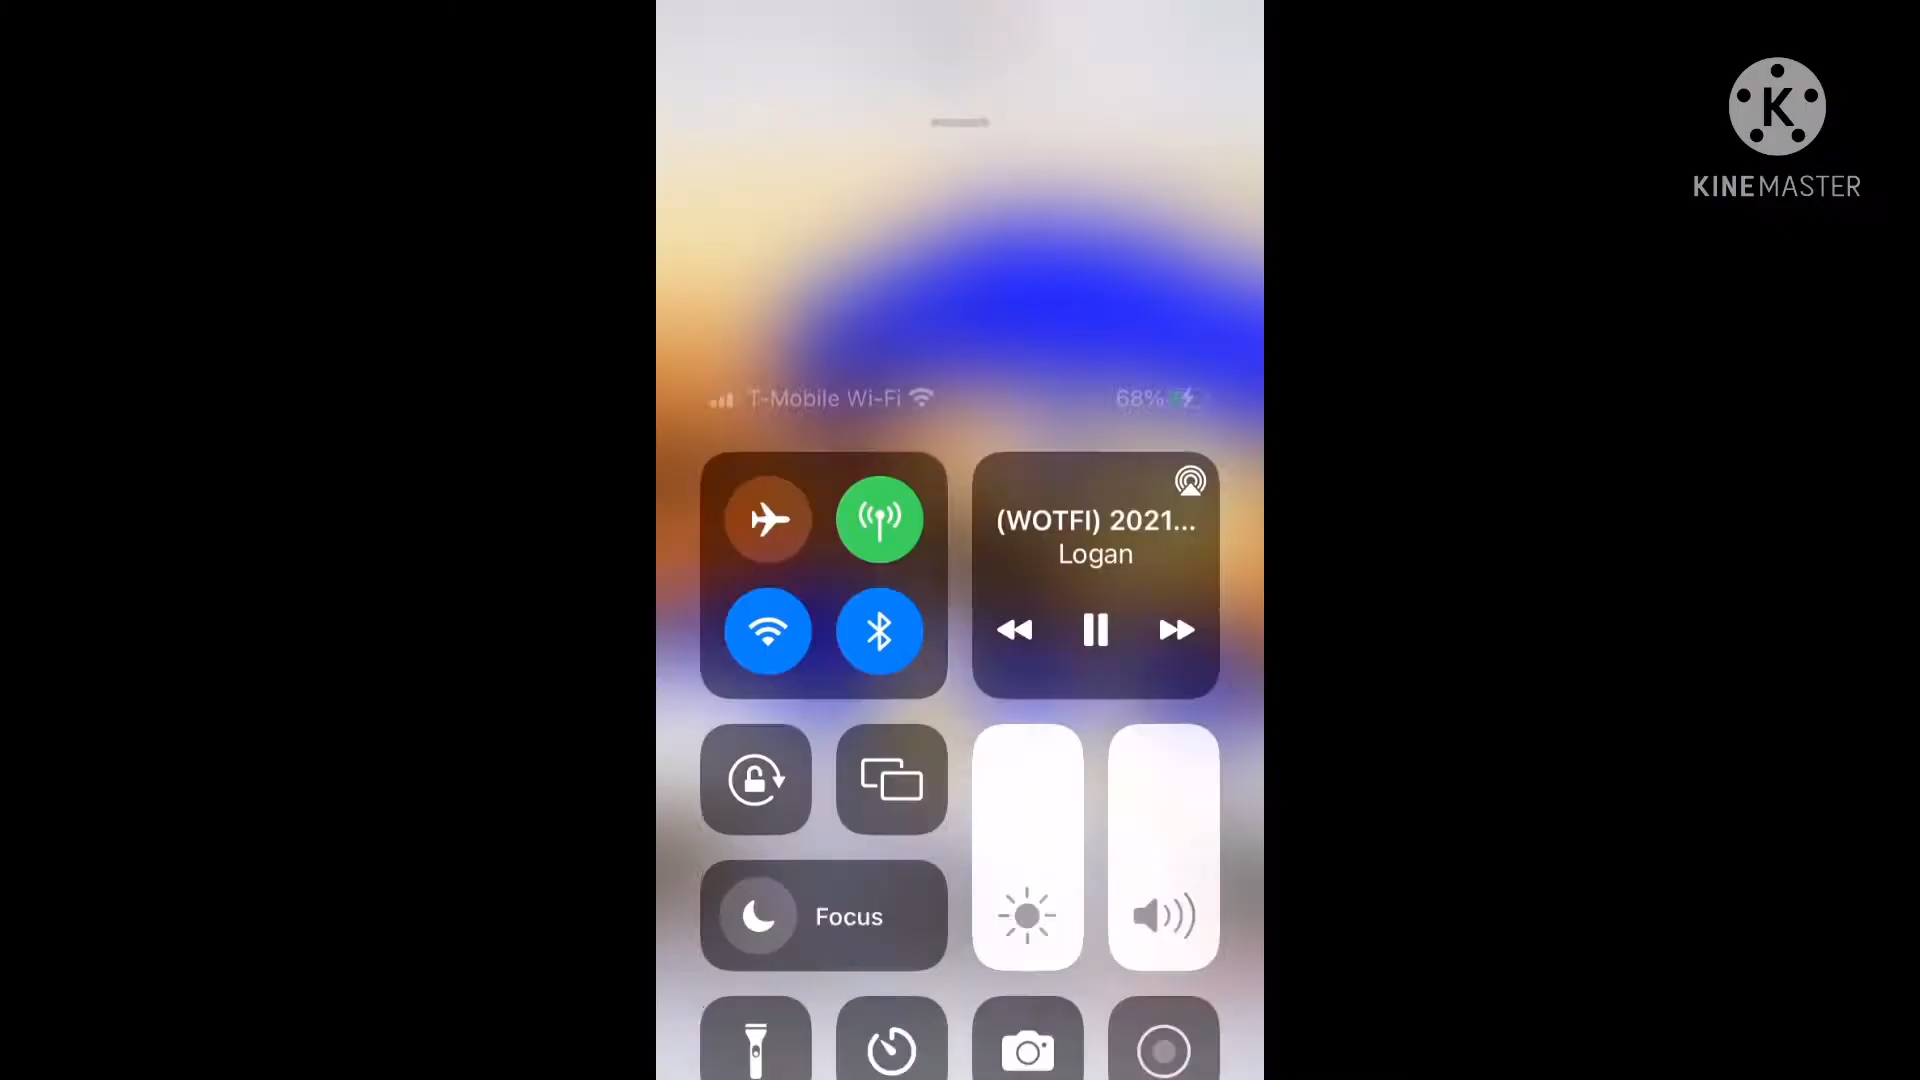 K
KINEMASTER
T-Mobile Wi-Fi
68%
(WOTFI) 2021...
Logan
Focus